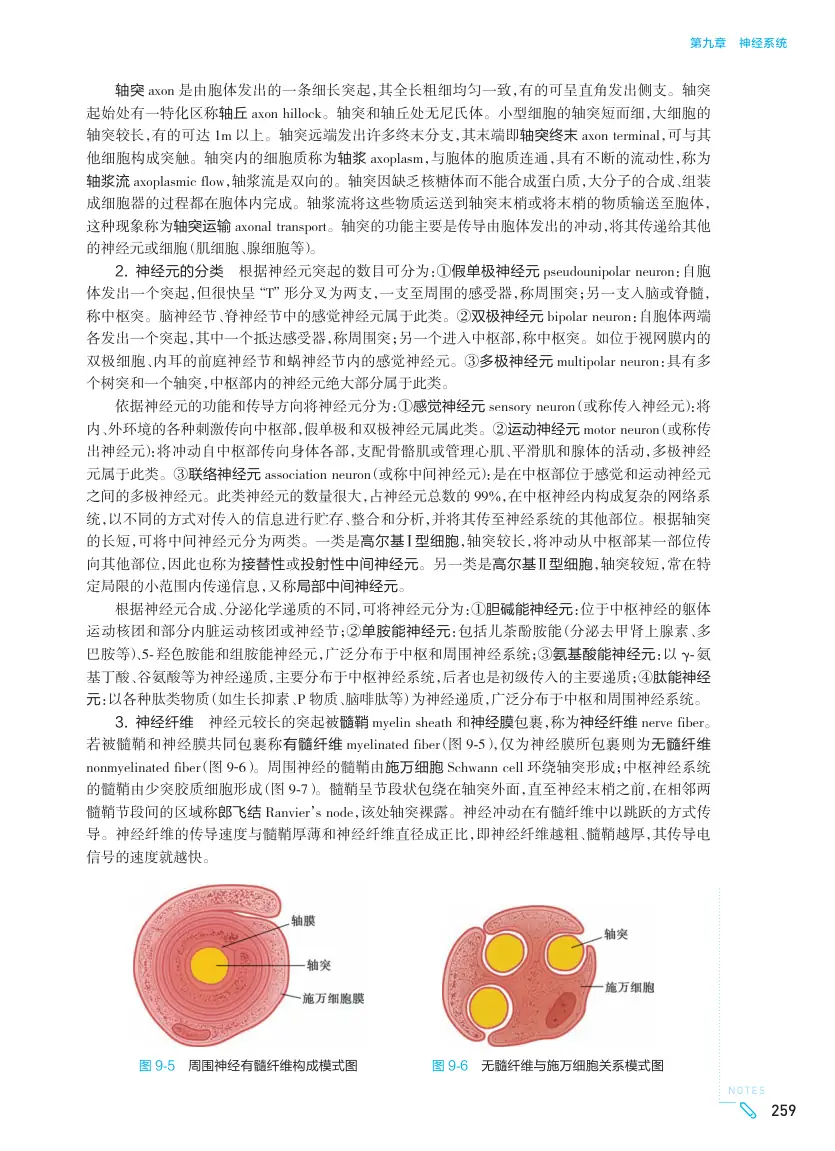 第九章 神经系统
轴突 axon 是由胞体发出的一条细长突起,其全长粗细均匀一致,有的可呈直角发出侧支。轴突
起始处有一特化区称轴丘 axon hillock。轴突和轴丘处无尼氏体。小型细胞的轴突短而细,大细胞的
轴突较长,有的可达 1m 以上。轴突远端发出许多终末分支,其末端即轴突终末 axon terminal,可与其
他细胞构成突触。轴突内的细胞质称为轴浆 axoplasm,与胞体的胞质连通,具有不断的流动性,称为
轴浆流 axoplasmic flow,轴浆流是双向的。轴突因缺乏核糖体而不能合成蛋白质,大分子的合成、组装
成细胞器的过程都在胞体内完成。轴浆流将这些物质运送到轴突末梢或将末梢的物质输送至胞体,
这种现象称为轴突运输 axonal transport。轴突的功能主要是传导由胞体发出的冲动,将其传递给其他
的神经元或细胞(肌细胞、腺细胞等)。
2. 神经元的分类 根据神经元突起的数目可分为:①假单极神经元 pseudounipolar neuron:自胞
体发出一个突起,但很快呈 “T” 形分叉为两支,一支至周围的感受器,称周围突;另一支入脑或脊髓,
称中枢突。脑神经节、脊神经节中的感觉神经元属于此类。②双极神经元 bipolar neuron:自胞体两端
各发出一个突起,其中一个抵达感受器,称周围突;另一个进入中枢部,称中枢突。如位于视网膜内的
双极细胞、内耳的前庭神经节和蜗神经节内的感觉神经元。③多极神经元 multipolar neuron:具有多
个树突和一个轴突,中枢部内的神经元绝大部分属于此类。
依据神经元的功能和传导方向将神经元分为:①感觉神经元 sensory neuron(或称传入神经元):将
内、外环境的各种刺激传向中枢部,假单极和双极神经元属此类。②运动神经元 motor neuron(或称传
出神经元):将冲动自中枢部传向身体各部,支配骨骼肌或管理心肌、平滑肌和腺体的活动,多极神经
元属于此类。③联络神经元 association neuron(或称中间神经元):是在中枢部位于感觉和运动神经元
之间的多极神经元。此类神经元的数量很大,占神经元总数的 99%,在中枢神经内构成复杂的网络系
统,以不同的方式对传入的信息进行贮存、整合和分析,并将其传至神经系统的其他部位。根据轴突
的长短,可将中间神经元分为两类。一类是高尔基Ⅰ型细胞,轴突较长,将冲动从中枢部某一部位传
向其他部位,因此也称为接替性或投射性中间神经元。另一类是高尔基Ⅱ型细胞,轴突较短,常在特
定局限的小范围内传递信息,又称局部中间神经元。
根据神经元合成、分泌化学递质的不同,可将神经元分为:①胆碱能神经元:位于中枢神经的躯体
运动核团和部分内脏运动核团或神经节;②单胺能神经元:包括儿茶酚胺能(分泌去甲肾上腺素、多
巴胺等)、5-羟色胺能和组胺能神经元,广泛分布于中枢和周围神经系统;③氨基酸能神经元:以 γ-氨
基丁酸、谷氨酸等为神经递质,主要分布于中枢神经系统,后者也是初级传入的主要递质;④肽能神经
元:以各种肽类物质(如生长抑素、P 物质、脑啡肽等)为神经递质,广泛分布于中枢和周围神经系统。
3. 神经纤维 神经元较长的突起被髓鞘 myelin sheath 和神经膜包裹,称为神经纤维 nerve fiber。
若被髓鞘和神经膜共同包裹称有髓纤维 myelinated fiber(图 9-5),仅为神经膜所包裹则为无髓纤维
nonmyelinated fiber(图 9-6)。周围神经的髓鞘由施万细胞 Schwann cell 环绕轴突形成;中枢神经系统
的髓鞘由少突胶质细胞形成(图 9-7)。髓鞘呈节段状包绕在轴突外面,直至神经末梢之前,在相邻两
髓鞘节段间的区域称郎飞结 Ranvier’s node,该处轴突裸露。神经冲动在有髓纤维中以跳跃的方式传
导。神经纤维的传导速度与髓鞘厚薄和神经纤维直径成正比,即神经纤维越粗、髓鞘越厚,其传导电
信号的速度就越快。
轴膜
轴突
施万细胞膜
轴突
施万细胞
图 9-5 周围神经有髓纤维构成模式图
图 9-6 无髓纤维与施万细胞关系模式图
NOTES
259